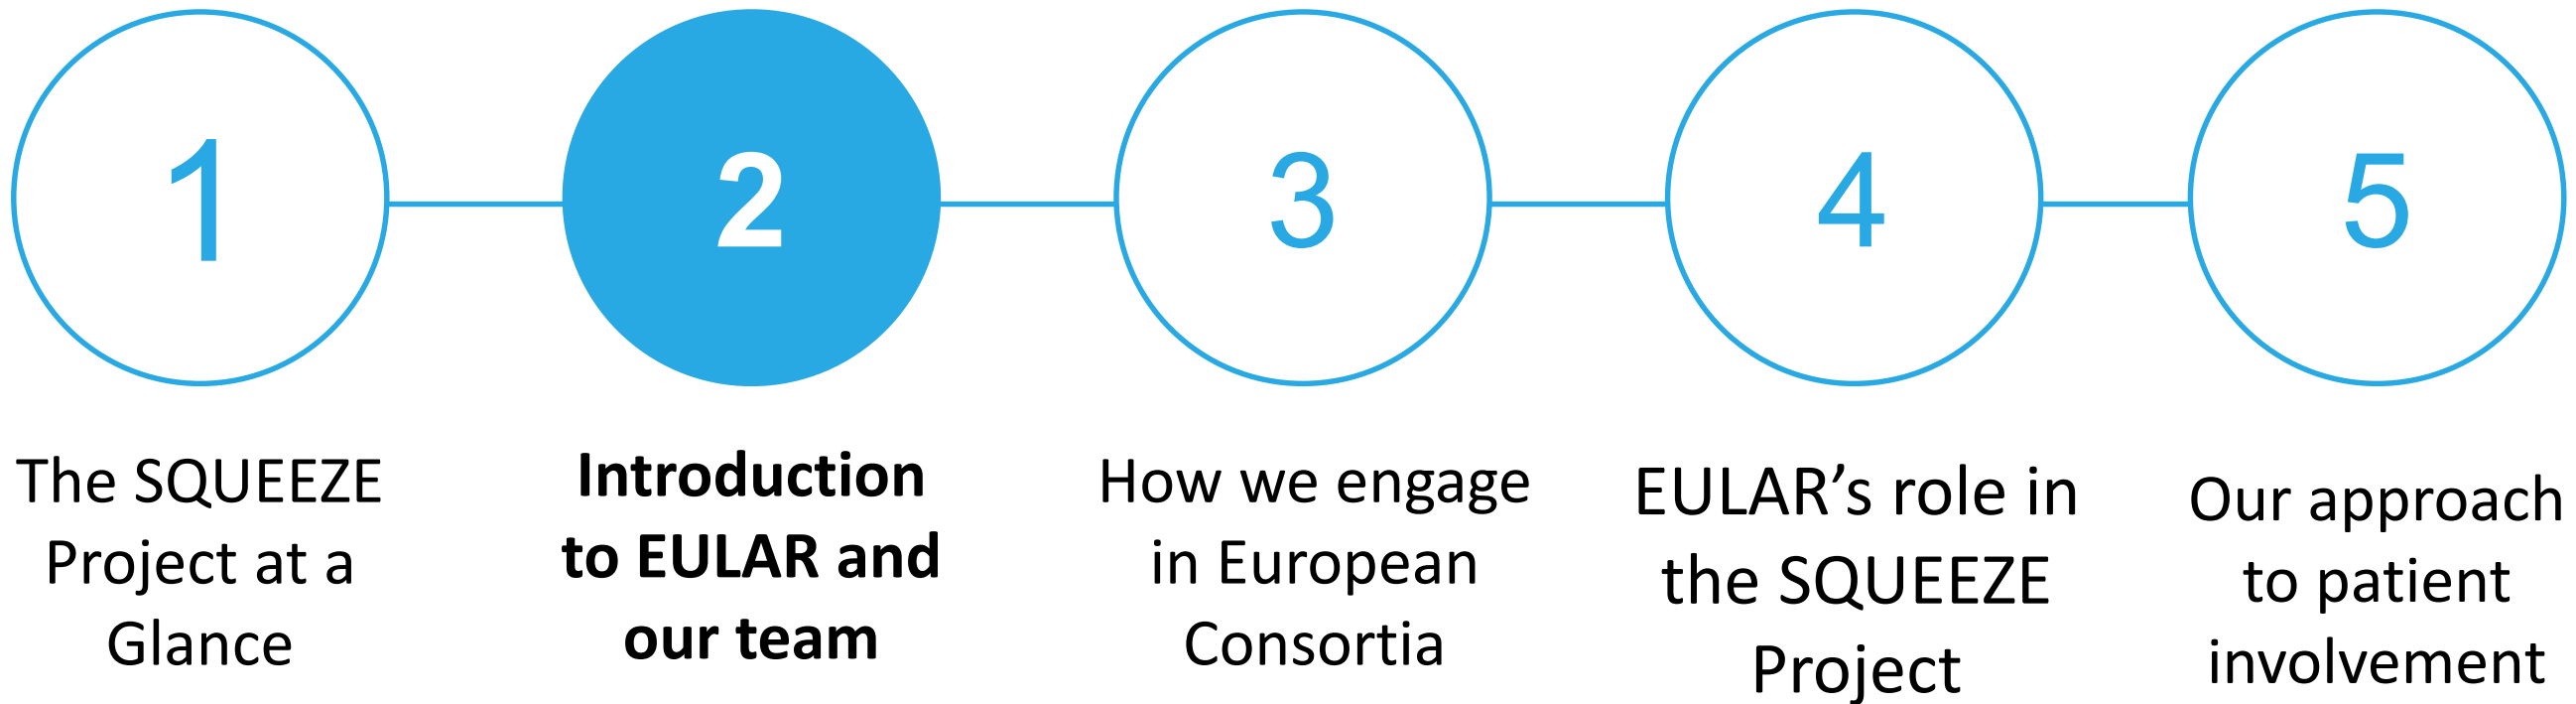 1
2
3
4
5
The SQUEEZE
Project at a
Glance
Introduction
to EULAR and
our team
How we engage
in European
Consortia
EULAR’s role in
the SQUEEZE
Project
Our approach
to patient
involvement